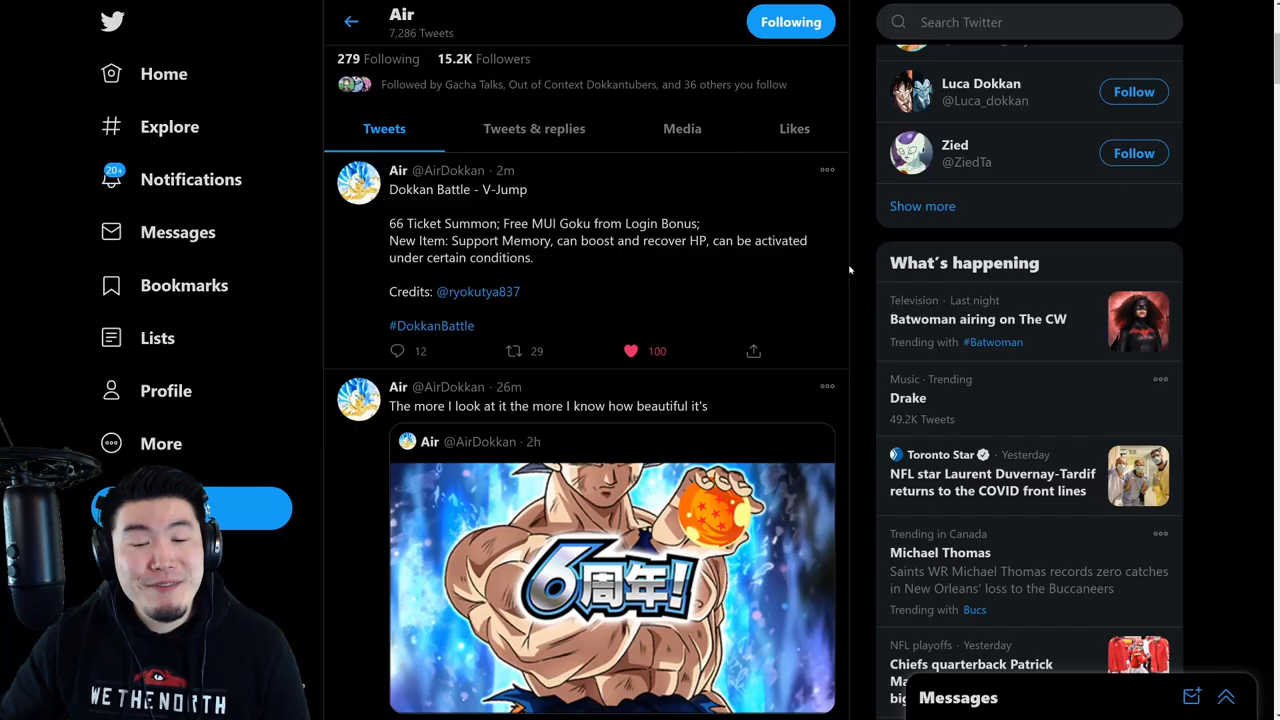 Home
Explore
20+
Notifications
Messages
Bookmarks
Lists
Profile
More
WE THE NORTH
Air
7,286 Tweets
Following
279 Following 15.2K Followers
Followed by Gacha Talks, Out of Context Dokkantubers, and 36 others you follow
Tweets Tweets & replies Media Likes
Air @AirDokkan · 2m
Dokkan Battle - V-Jump
66 Ticket Summon; Free MUI Goku from Login Bonus;
New Item: Support Memory, can boost and recover HP, can be activated
under certain conditions.
Credits: @ryokutya837
#DokkanBattle
12 29 100
Air @AirDokkan · 26m
The more I look at it the more I know how beautiful it's
Air @AirDokkan · 2h
6周年!
Search Twitter
Luca Dokkan
@Luca_dokkan
Follow
Zied
@ZiedTa
Follow
Show more
What's happening
Television · Last night
Batwoman airing on The CW
Trending with #Batwoman
Music · Trending
Drake
49.2K Tweets
Toronto Star · Yesterday
NFL star Laurent Duvernay-Tardif
returns to the COVID front lines
Trending in Canada
Michael Thomas
Saints WR Michael Thomas records zero catches
in New Orleans' loss to the Buccaneers
Trending with Bucs
NFL playoffs · Yesterday
Chiefs quarterback Patrick
Messages